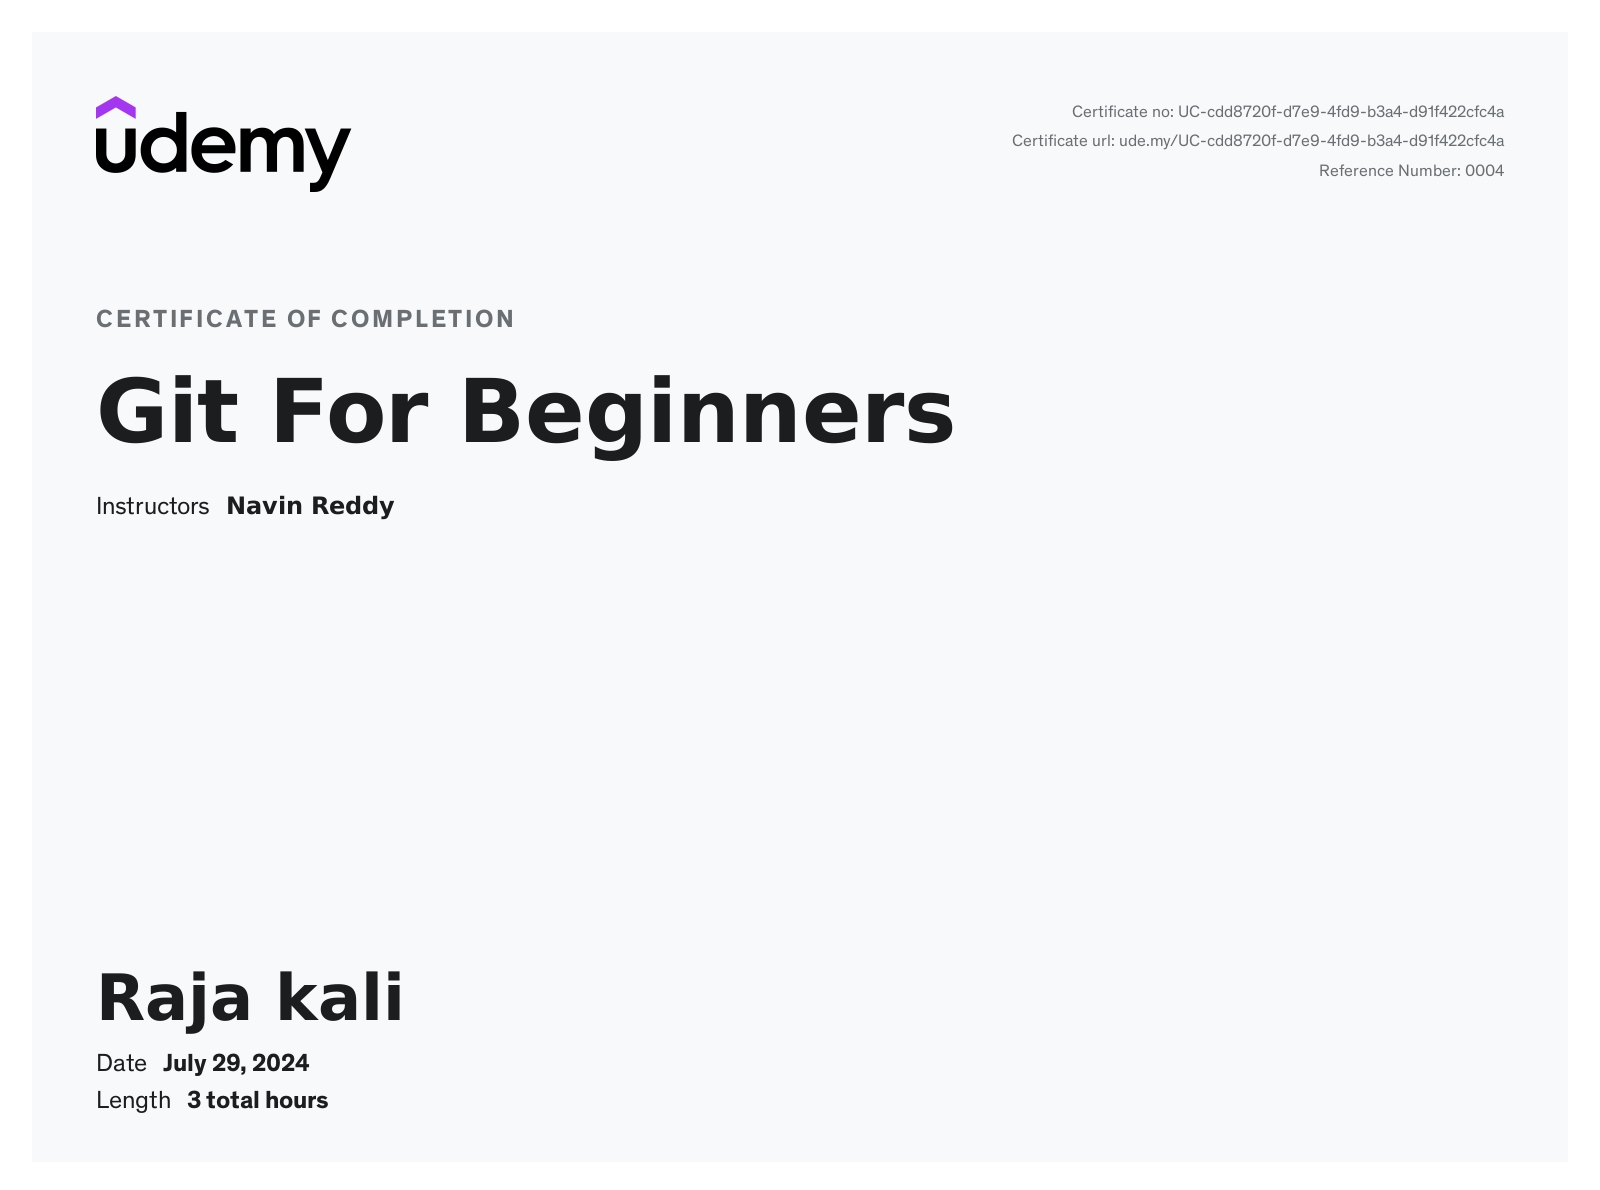 udemy
Certificate no: UC-cdd8720f-d7e9-4fd9-b3a4-d91f422cfc4a
Certificate url: ude.my/UC-cdd8720f-d7e9-4fd9-b3a4-d91f422cfc4a
Reference Number: 0004
CERTIFICATE OF COMPLETION
Git For Beginners
Instructors Navin Reddy
Raja kali
Date July 29, 2024
Length 3 total hours